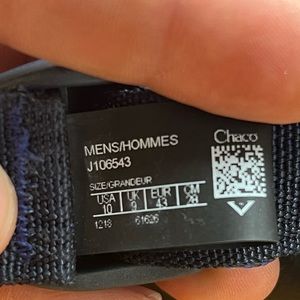 Chaco
MENS/HOMMES
J106543
SIZE/GRANDEUR
USA UK EUR CM
10 9 43 28
1218 61626